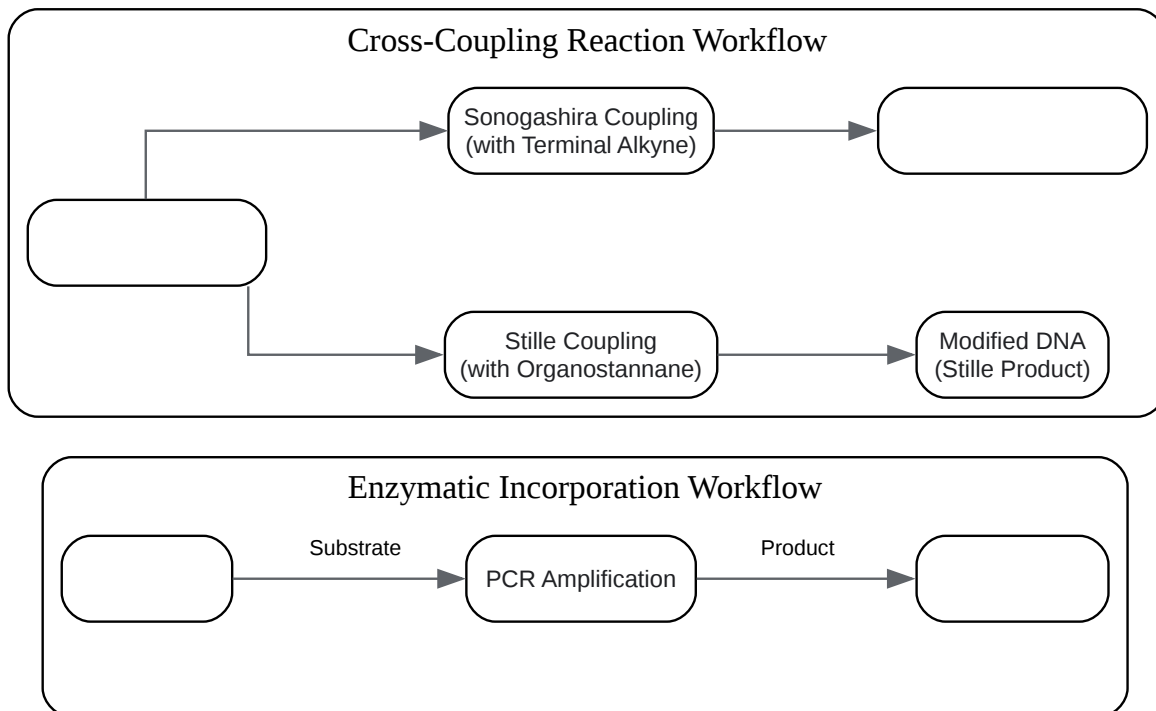 Cross-Coupling Reaction Workflow
Sonogashira Coupling
(with Terminal Alkyne)
Stille Coupling
(with Organostannane)
Modified DNA
(Stille Product)
Enzymatic Incorporation Workflow
Substrate
PCR Amplification
Product